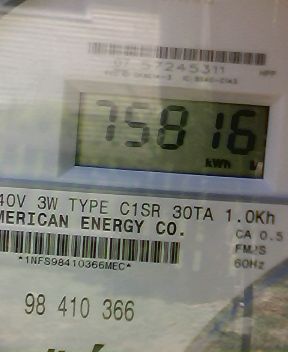 57245311
75816
kWh
40V 3W TYPE C1SR 30TA 1.0Kh
MERICAN ENERGY CO.
CA 0.5
FM/S
60Hz
*1NFS98410366MEC*
98 410 366